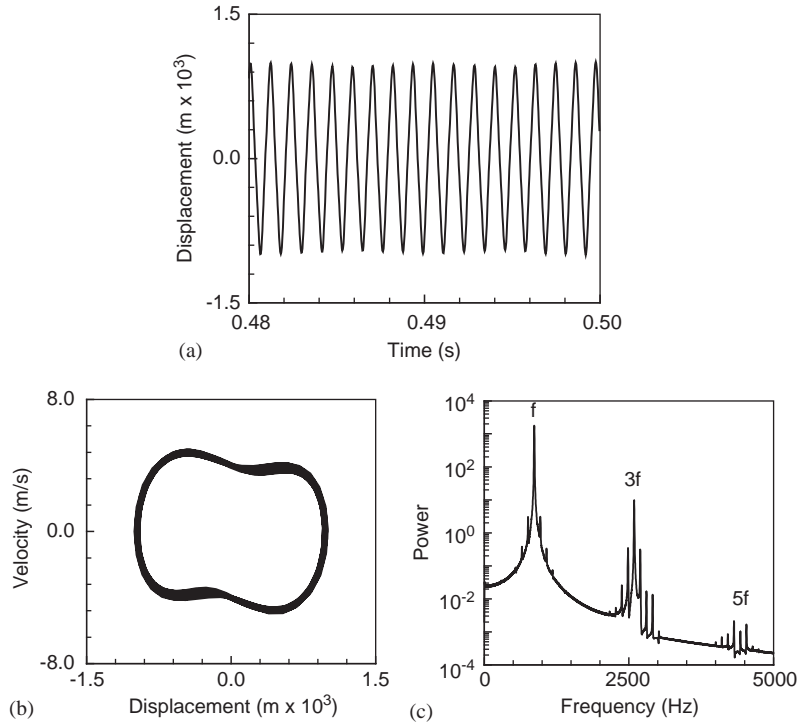 1.5
Displacement (m x 10³)
0.0
-1.5
0.48
0.49
0.50
Time (s)
(a)
8.0
Velocity (m/s)
0.0
-8.0
-1.5
0.0
1.5
Displacement (m x 10³)
(b)
10⁴
10²
10⁰
10⁻²
10⁻⁴
Power
f
3f
5f
0
2500
5000
Frequency (Hz)
(c)